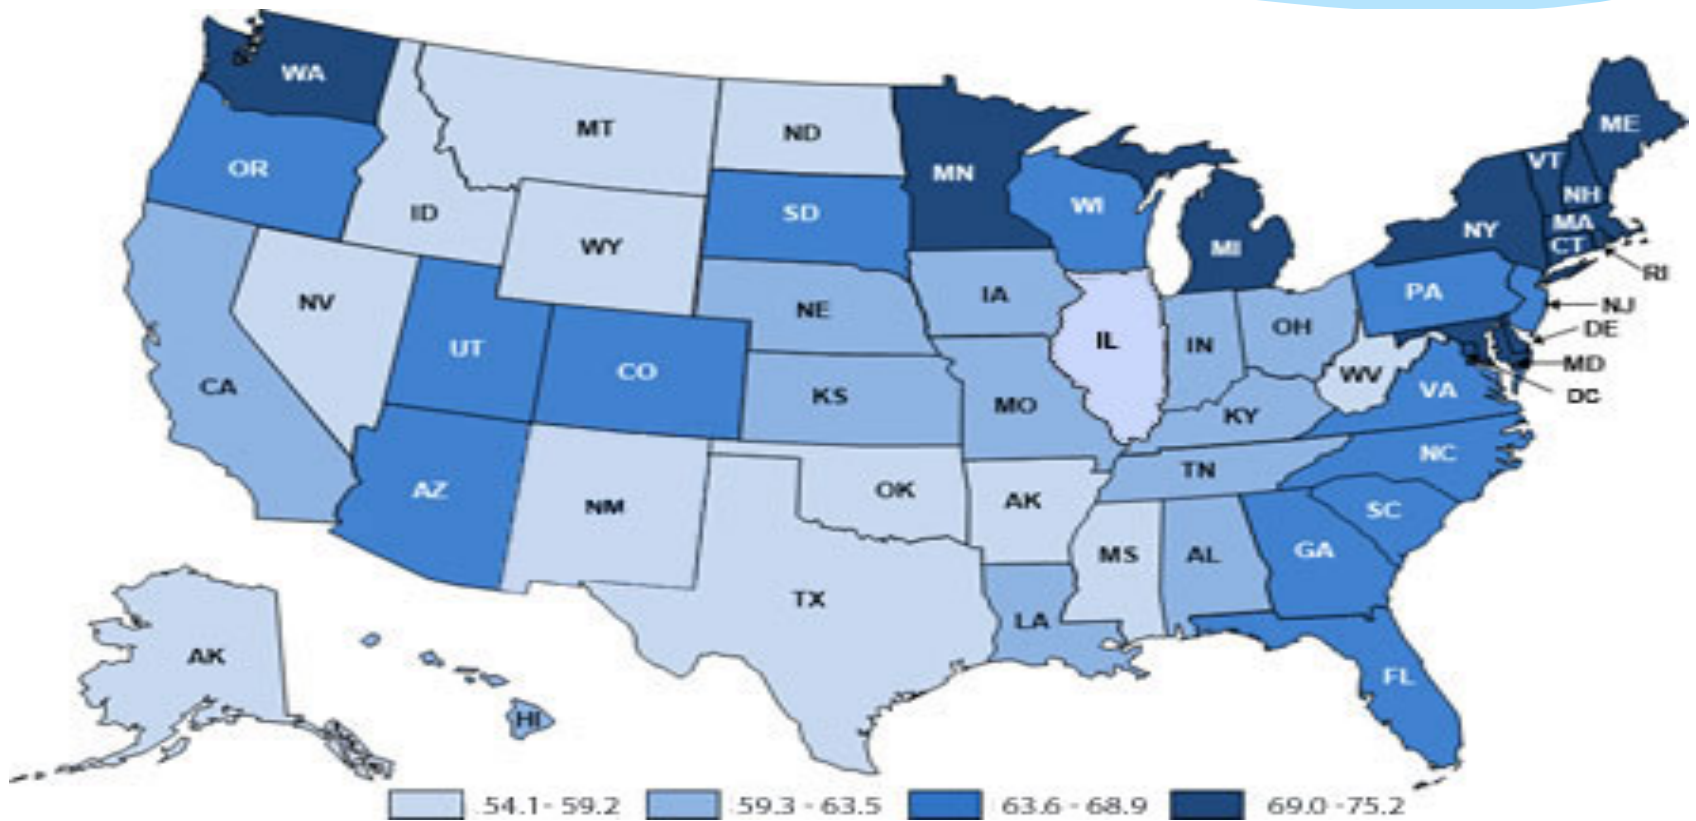 WA
ME
MT
ND
VT
OR
MN
NH
ID
SD
WI
MA
WY
NY
CT
MI
RI
NV
NE
IA
PA
NJ
UT
IL
IN
OH
DE
CO
MD
CA
KS
MO
WV
DC
VA
KY
NC
AZ
TN
OK
NM
AK
SC
MS
AL
GA
TX
LA
AK
FL
HI
54.1 - 59.2 59.3 - 63.5 63.6 - 68.9 69.0 -75.2